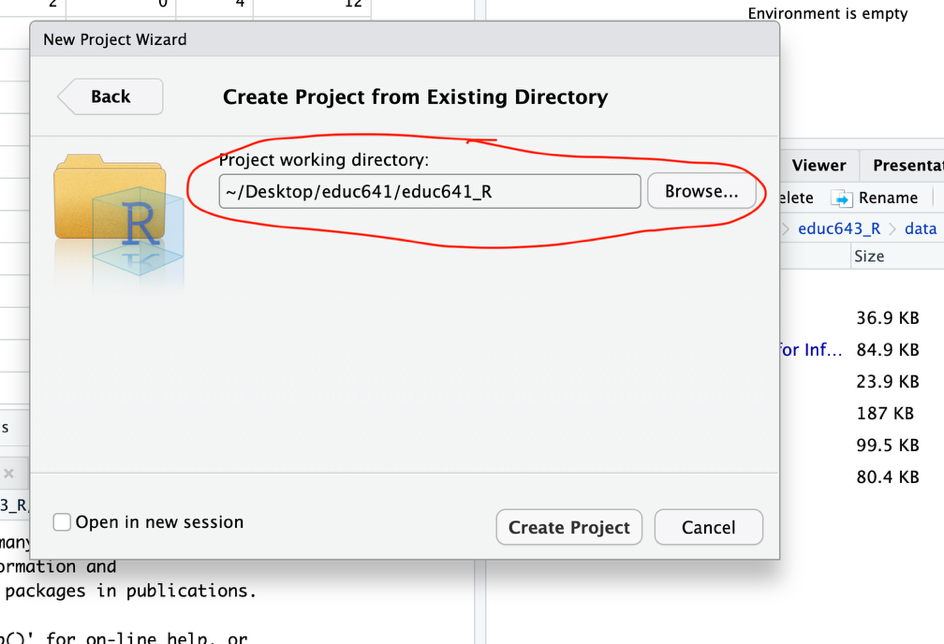 2 0 4 12
Environment is empty
New Project Wizard
Back
Create Project from Existing Directory
Project working directory:
~/Desktop/educ641/educ641_R
Browse...
R
Viewer Presentat
elete Rename
educ643_R data
Size
36.9 KB
for Inf... 84.9 KB
23.9 KB
187 KB
99.5 KB
80.4 KB
s
3_R,
Open in new session
Create Project
Cancel
many
ormation and
packages in publications.
p()' for on-line help, or